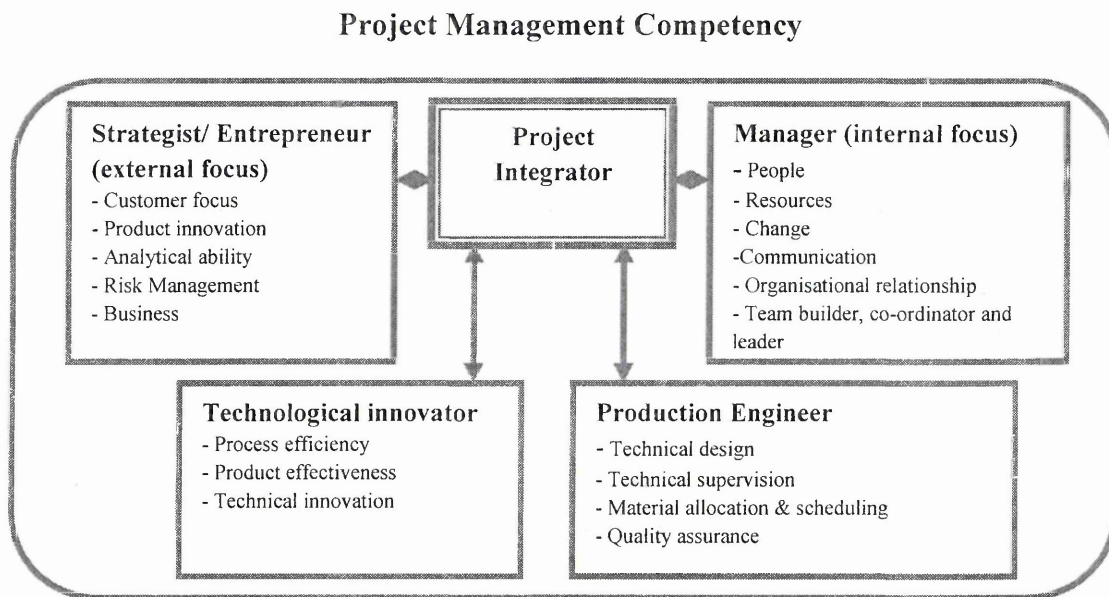 Project Management Competency
Strategist/ Entrepreneur
(external focus)
- Customer focus
- Product innovation
- Analytical ability
- Risk Management
- Business
Project
Integrator
Manager (internal focus)
- People
- Resources
- Change
-Communication
- Organisational relationship
- Team builder, co-ordinator and
leader
Technological innovator
- Process efficiency
- Product effectiveness
- Technical innovation
Production Engineer
- Technical design
- Technical supervision
- Material allocation & scheduling
- Quality assurance